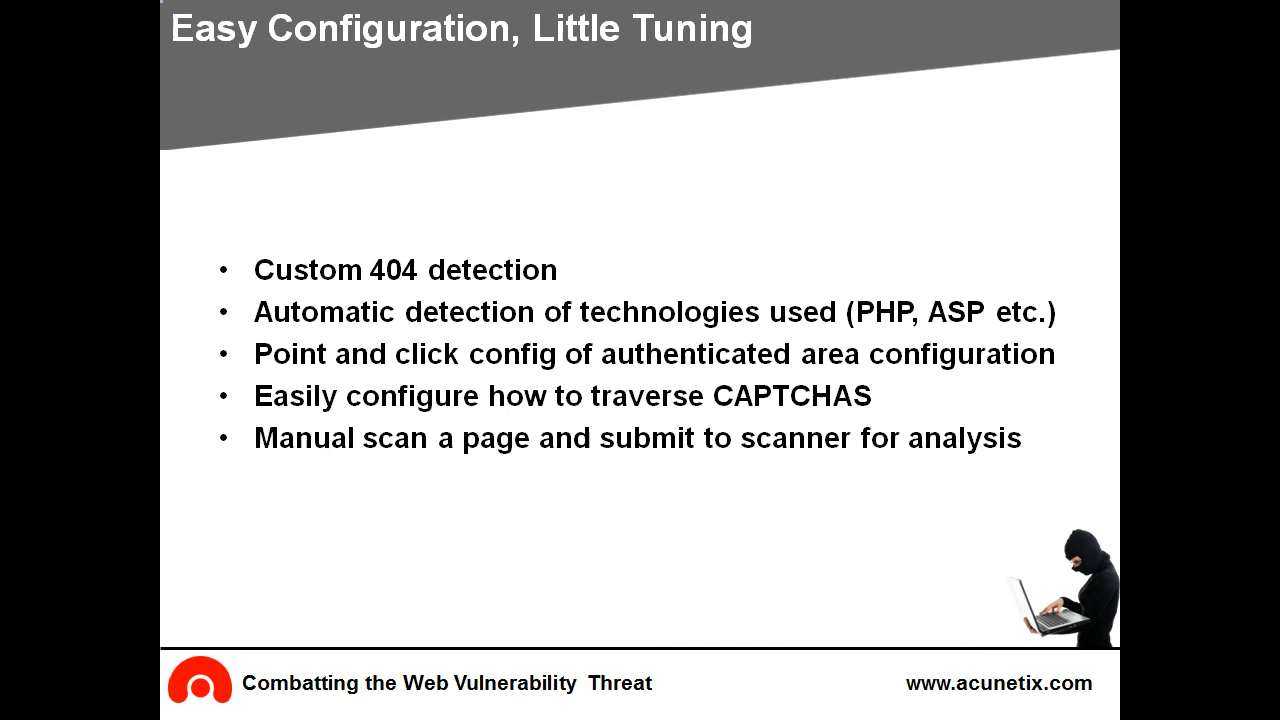 Easy Configuration, Little Tuning
• Custom 404 detection
• Automatic detection of technologies used (PHP, ASP etc.)
• Point and click config of authenticated area configuration
• Easily configure how to traverse CAPTCHAS
• Manual scan a page and submit to scanner for analysis
Combatting the Web Vulnerability Threat
www.acunetix.com